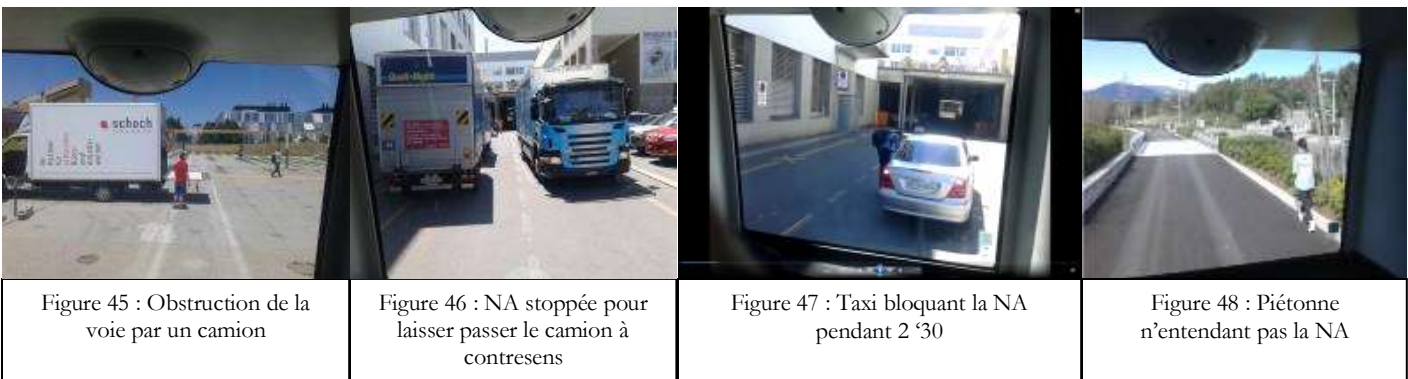 schoch
Figure 45 : Obstruction de la
voie par un camion
Figure 46 : NA stoppée pour
laisser passer le camion à
contresens
Figure 47 : Taxi bloquant la NA
pendant 2 ‘30
Figure 48 : Piétonne
n’entendant pas la NA